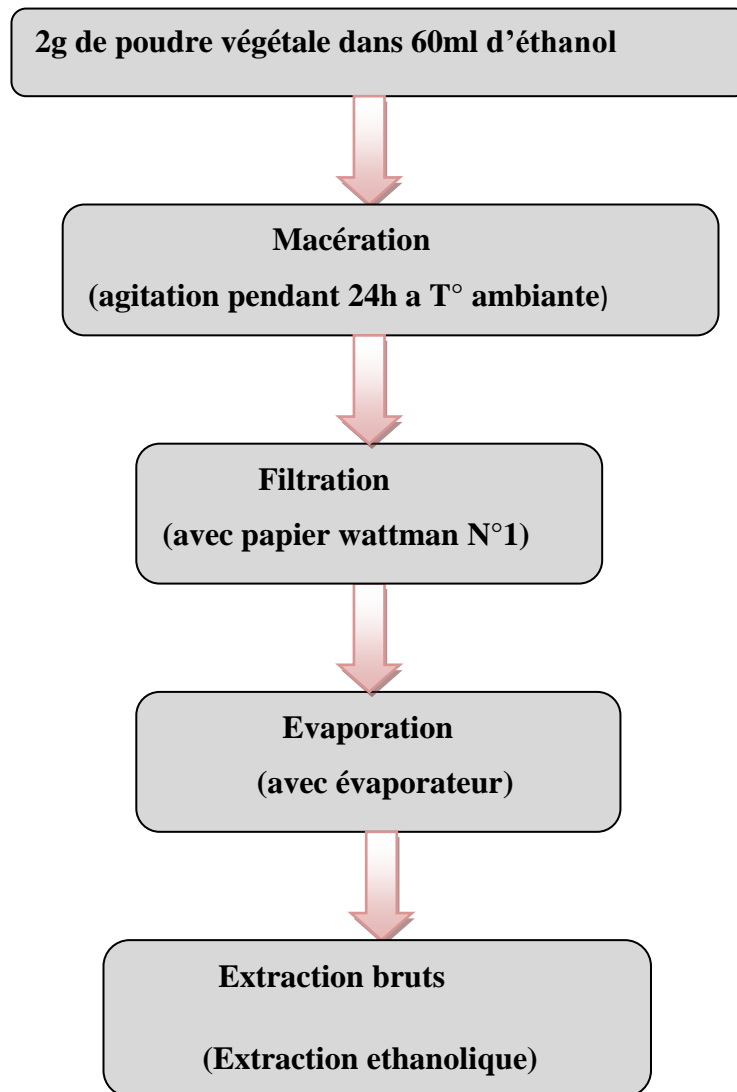 2g de poudre végétale dans 60ml d’éthanol
Macération
(agitation pendant 24h a T° ambiante)
Filtration
(avec papier wattman N°1)
Evaporation
(avec évaporateur)
Extraction bruts
(Extraction ethanolique)